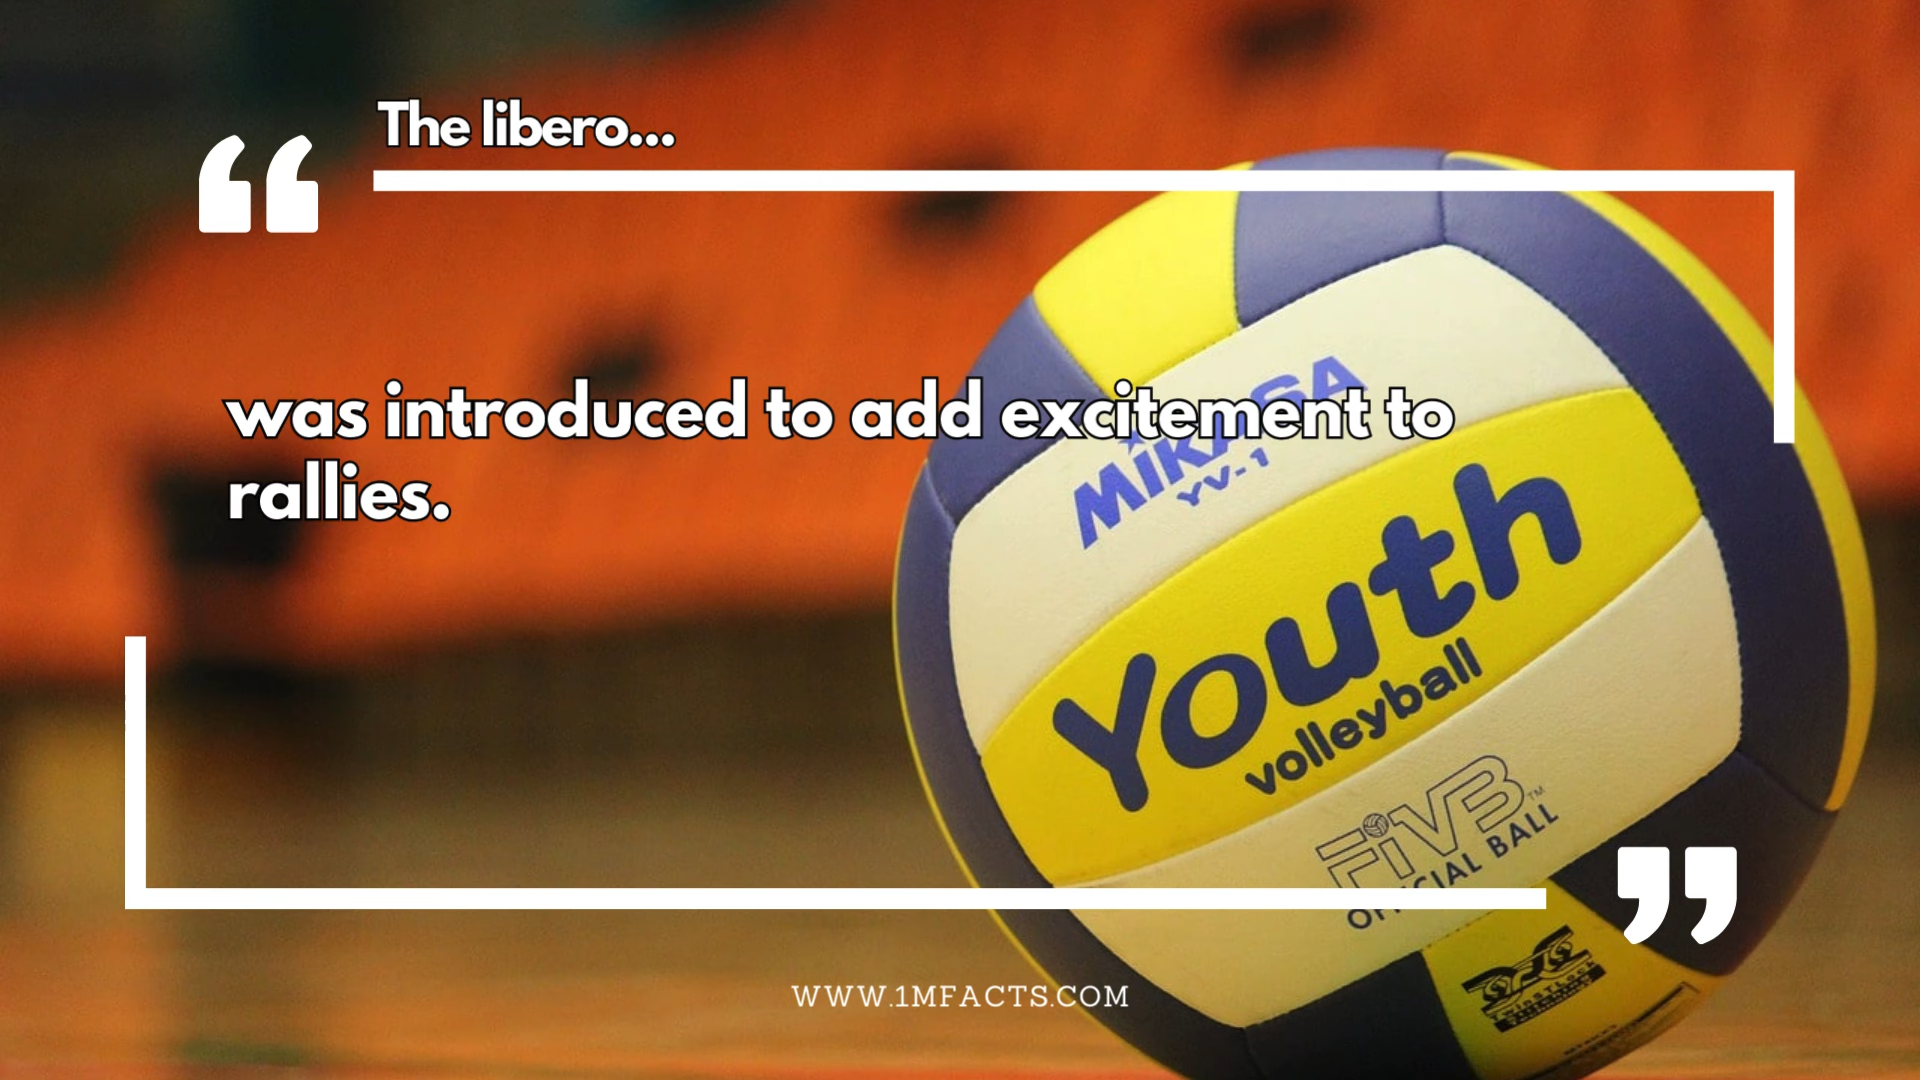 The libero...
was introduced to add excitement to
rallies.
MIKASA
YV-1
Youth
volleyball
FIVB
TM
OFFICIAL BALL
WWW.1MFACTS.COM